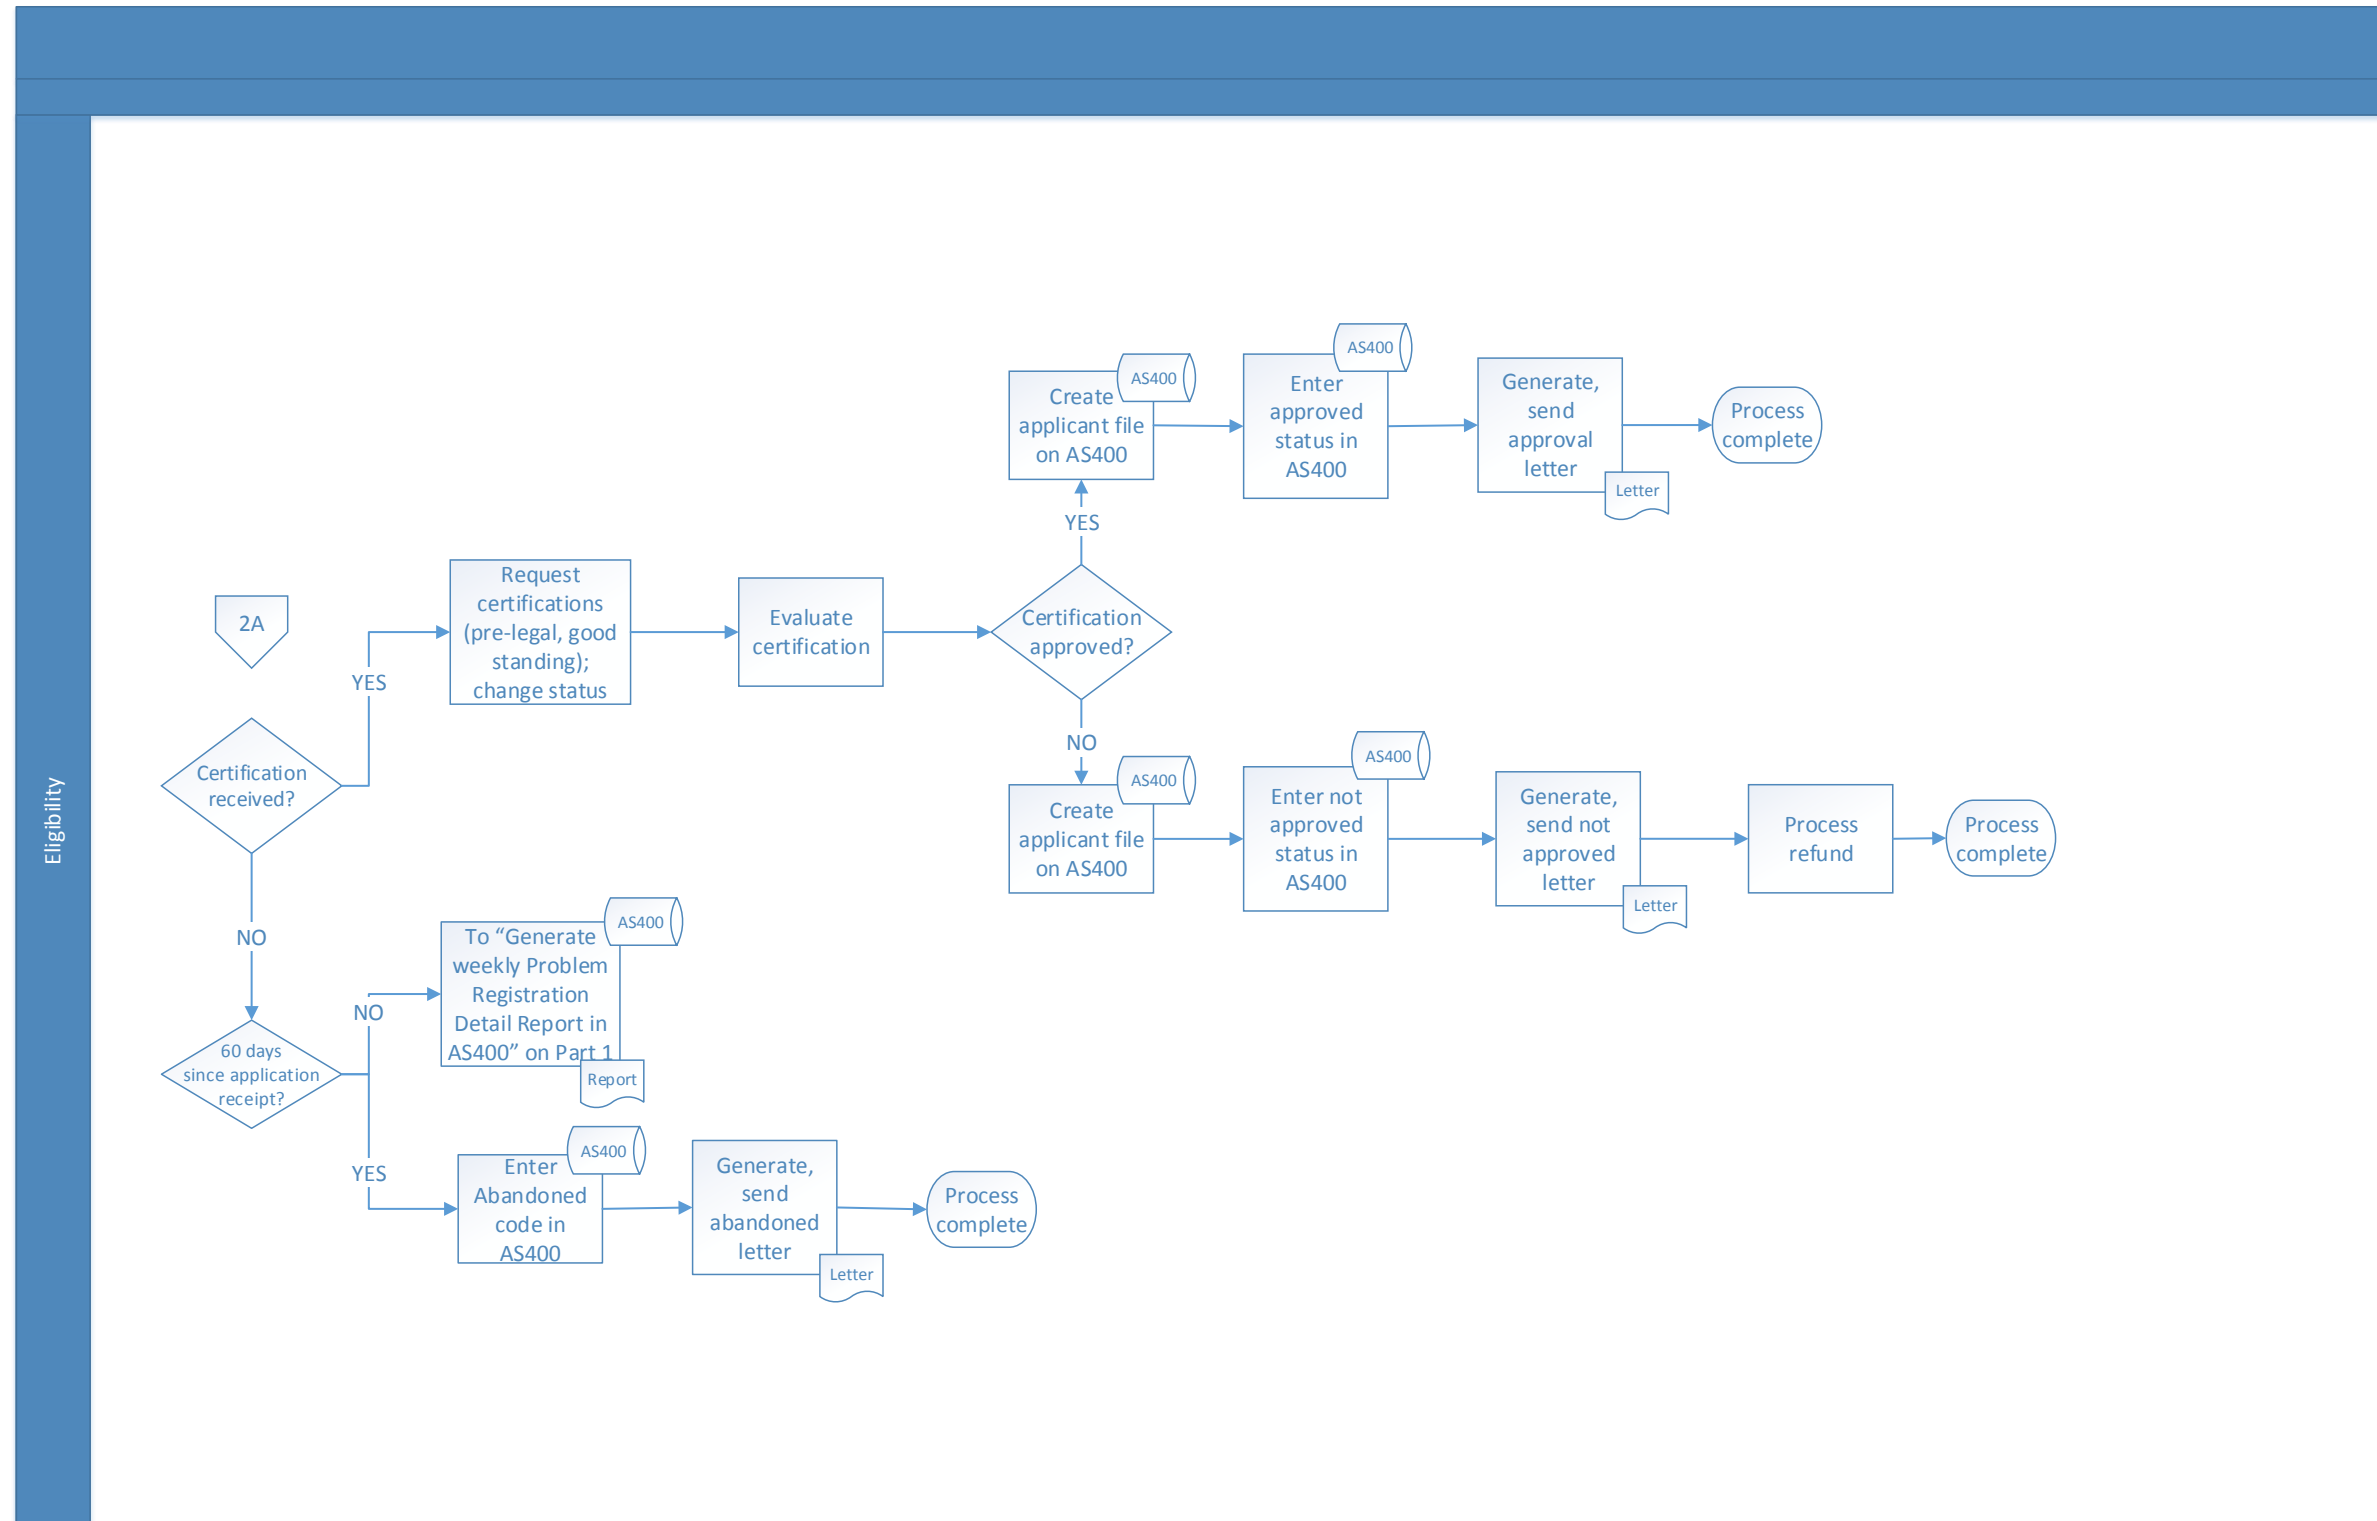 Eligibility
2A
Certification
received?
YES
NO
Request
certifications
(pre-legal, good
standing);
change status
Evaluate
certification
Certification
approved?
YES
Create
applicant file
on AS400
AS400
Enter
approved
status in
AS400
AS400
Generate,
send
approval
letter
Letter
Process
complete
NO
Create
applicant file
on AS400
AS400
Enter not
approved
status in
AS400
AS400
Generate,
send not
approved
letter
Letter
Process
refund
Process
complete
60 days
since application
receipt?
NO
To “Generate
weekly Problem
Registration
Detail Report in
AS400” on Part 1
AS400
Report
YES
Enter
Abandoned
code in
AS400
AS400
Generate,
send
abandoned
letter
Letter
Process
complete